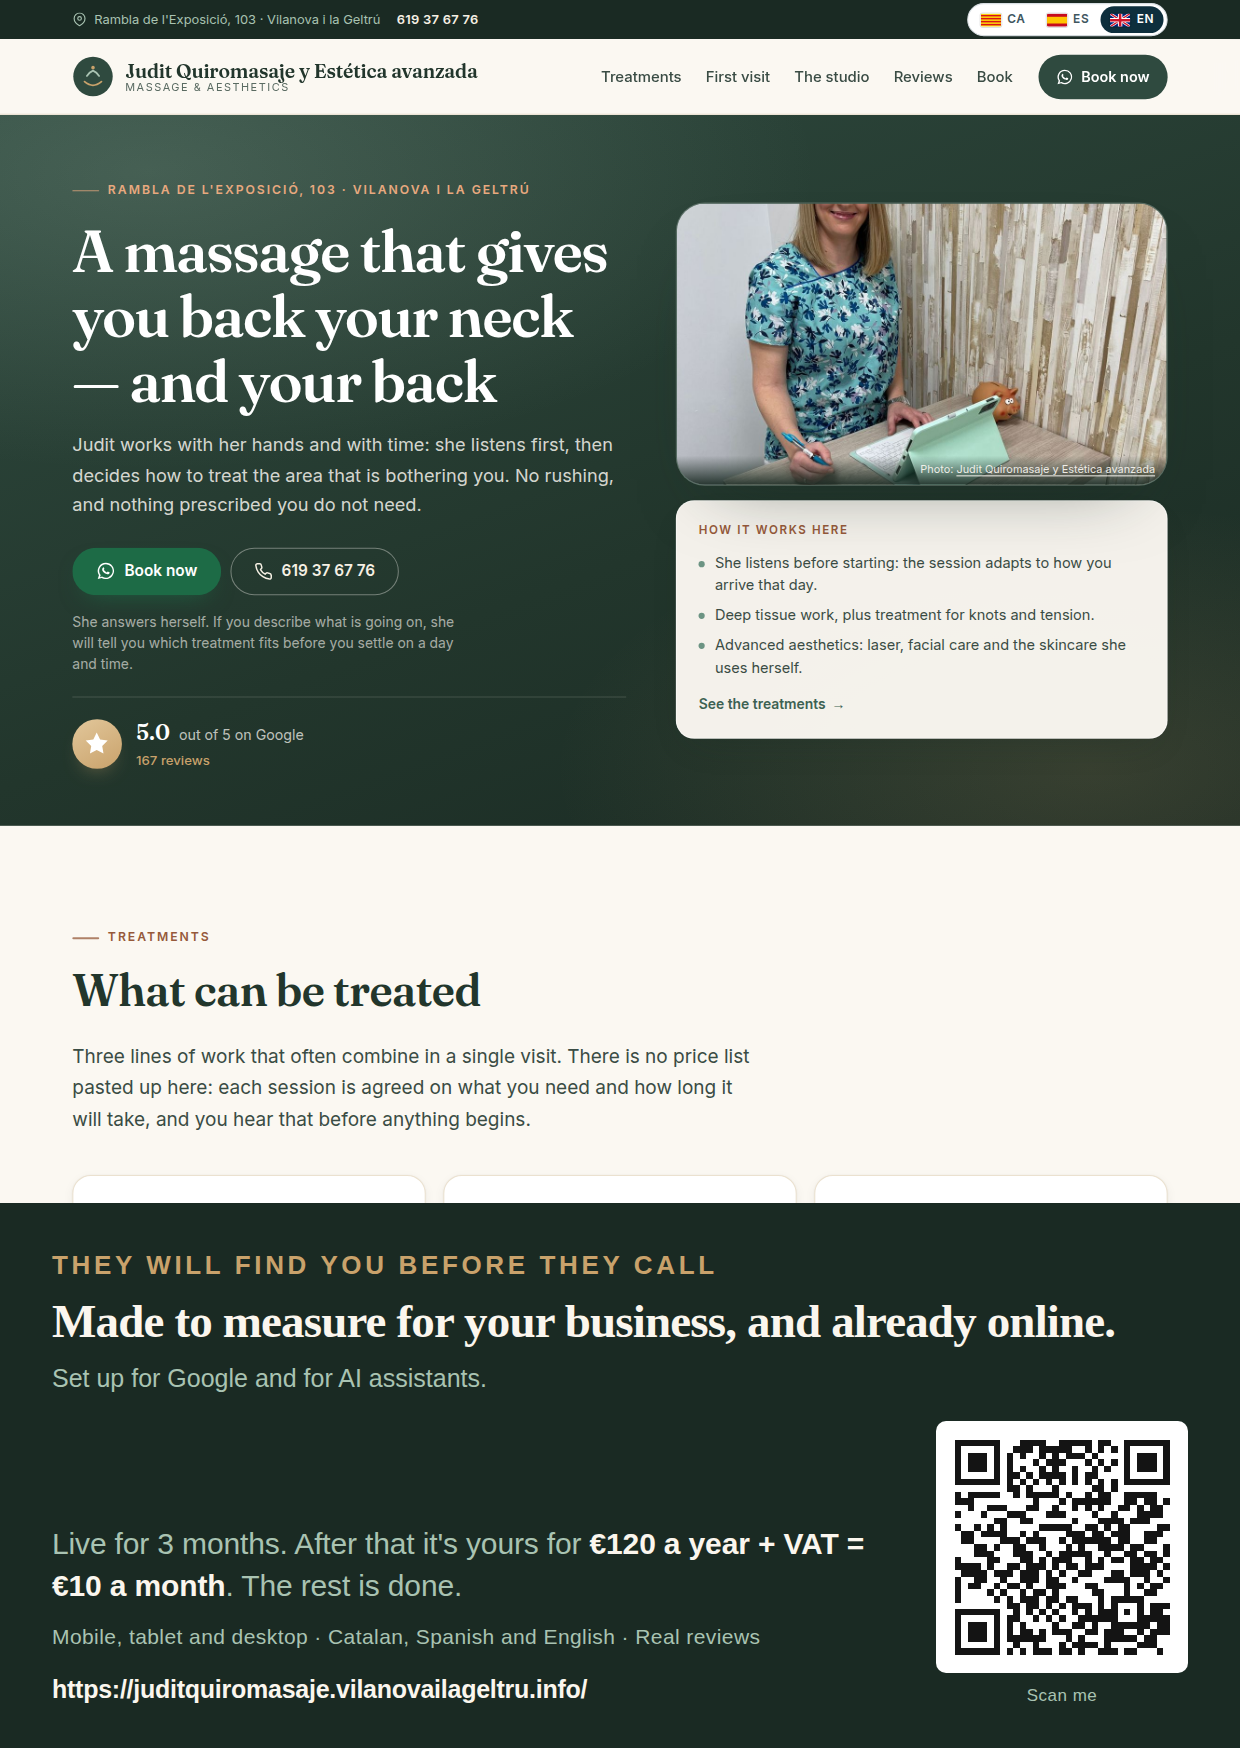 Rambla de l'Exposició, 103 · Vilanova i la Geltrú 619 37 67 76
CA ES EN
Judit Quiromasaje y Estética avanzada
MASSAGE & AESTHETICS
Treatments First visit The studio Reviews Book Book now
RAMBLA DE L'EXPOSICIÓ, 103 · VILANOVA I LA GELTRÚ
A massage that gives
you back your neck
— and your back
Judit works with her hands and with time: she listens first, then
decides how to treat the area that is bothering you. No rushing,
and nothing prescribed you do not need.
Book now 619 37 67 76
She answers herself. If you describe what is going on, she
will tell you which treatment fits before you settle on a day
and time.
5.0 out of 5 on Google
167 reviews
Photo: Judit Quiromasaje y Estética avanzada
HOW IT WORKS HERE
She listens before starting: the session adapts to how you
arrive that day.
Deep tissue work, plus treatment for knots and tension.
Advanced aesthetics: laser, facial care and the skincare she
uses herself.
See the treatments →
TREATMENTS
What can be treated
Three lines of work that often combine in a single visit. There is no price list
pasted up here: each session is agreed on what you need and how long it
will take, and you hear that before anything begins.
THEY WILL FIND YOU BEFORE THEY CALL
Made to measure for your business, and already online.
Set up for Google and for AI assistants.
Live for 3 months. After that it's yours for €120 a year + VAT =
€10 a month. The rest is done.
Mobile, tablet and desktop · Catalan, Spanish and English · Real reviews
https://juditquiromasaje.vilanovailageltru.info/
Scan me